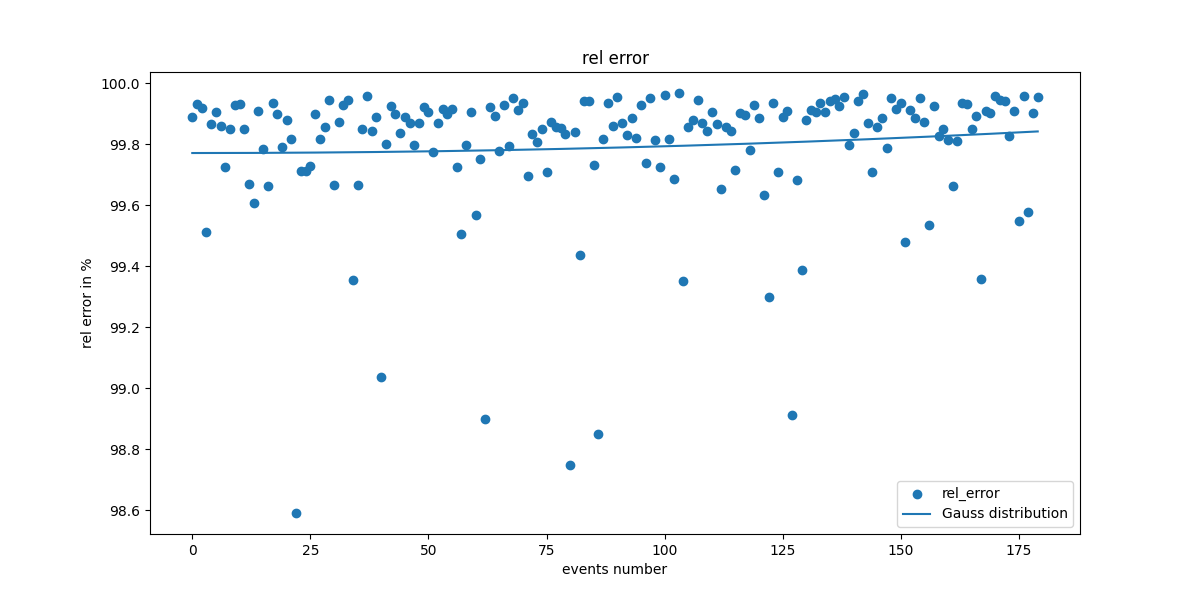 rel error
100.0
99.8
99.6
99.4
99.2
99.0
98.8
98.6
rel error in %
0 25 50 75 100 125 150 175
events number
rel_error
Gauss distribution